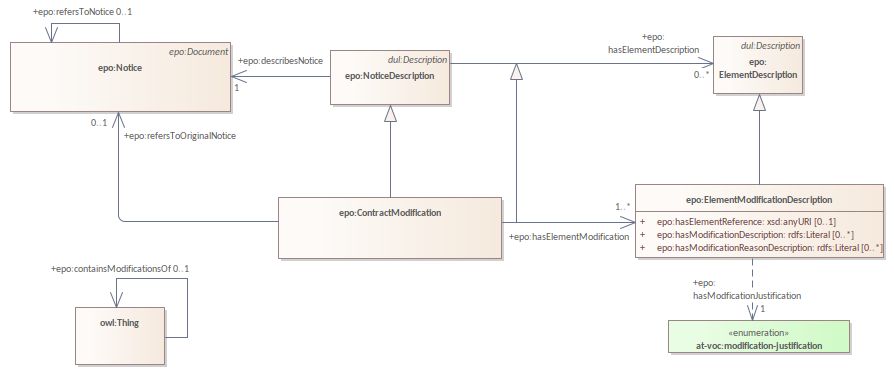 +epo:refersToNotice 0..1
epo:Document
epo:Notice
+epo:describesNotice
1
dul:Description
epo:NoticeDescription
+epo:
hasElementDescription
0..*
dul:Description
epo:
ElementDescription
0..1
+epo:refersToOriginalNotice
epo:ContractModification
1..*
+epo:hasElementModification
epo:ElementModificationDescription
+ epo:hasElementReference: xsd:anyURI [0..1]
+ epo:hasModificationDescription: rdfs:Literal [0..*]
+ epo:hasModificationReasonDescription: rdfs:Literal [0..*]
+epo:containsModificationsOf 0..1
owl:Thing
+epo:
hasModficationJustification
1
«enumeration»
at-voc:modification-justification